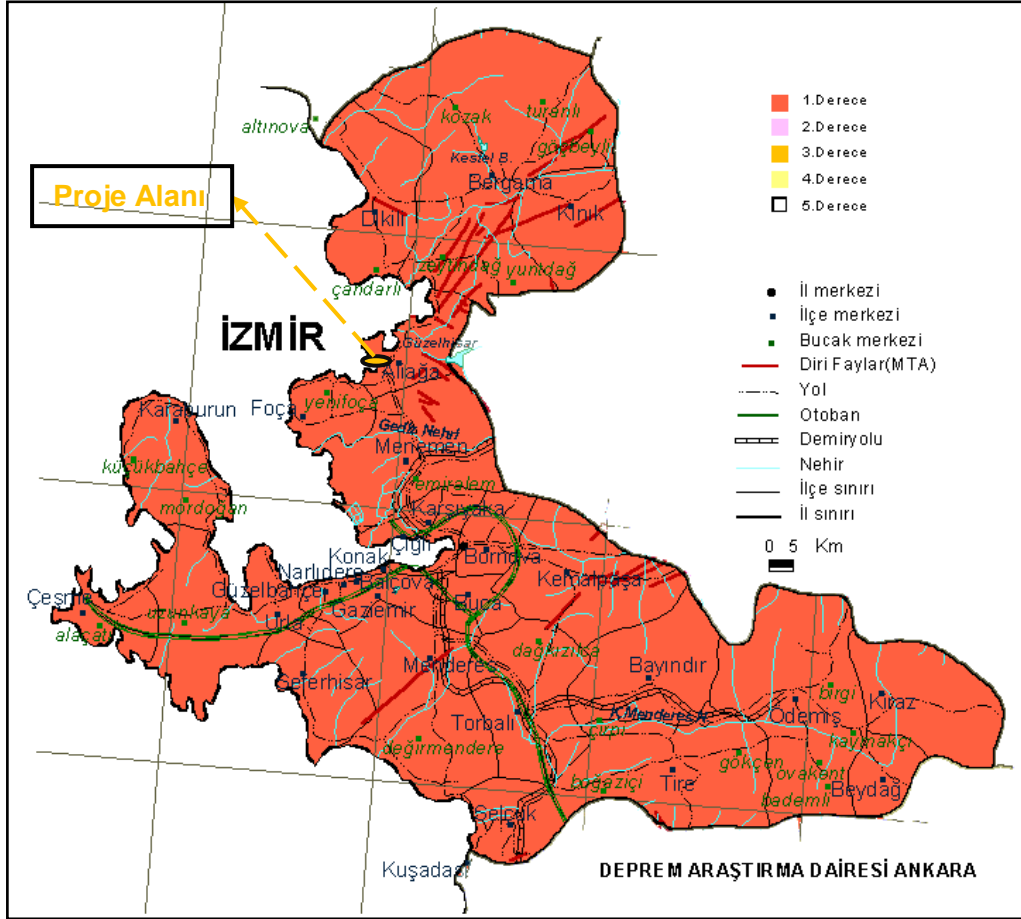 altınova
kozak
turanlı
göçbeyli
Kestel B.
Bergama
Proje Alanı
Dikili
Kınık
zeytindağ
yuntdağ
çandarlı
İZMİR
Güzelhisar
Aliağa
yenifoça
Karaburun
Foça
Gediz Nehri
Menemen
küçükbahçe
emiralem
mordoğan
Karşıyaka
Çiğli
Bornova
Konak
Narlıdere
Balçova
Kemalpaşa
Güzelbahçe
Gaziemir
Buca
Çeşme
uzunkaya
Urla
alaçatı
dağkızılca
Menderes
Bayındır
Seferhisar
birgi
Kiraz
Torbalı
K.Menderes N.
Ödemiş
çırpı
kaymakçı
değirmendere
gökçen
ovakent
boğaziçi
Tire
bademli
Beydağ
Selçuk
Kuşadası
1.Derece
2.Derece
3.Derece
4.Derece
5.Derece
İl merkezi
İlçe merkezi
Bucak merkezi
Diri Faylar(MTA)
Yol
Otoban
Demiryolu
Nehir
İlçe sınırı
İl sınırı
0 5 Km
DEPREM ARAŞTIRMA DAİRESİ ANKARA